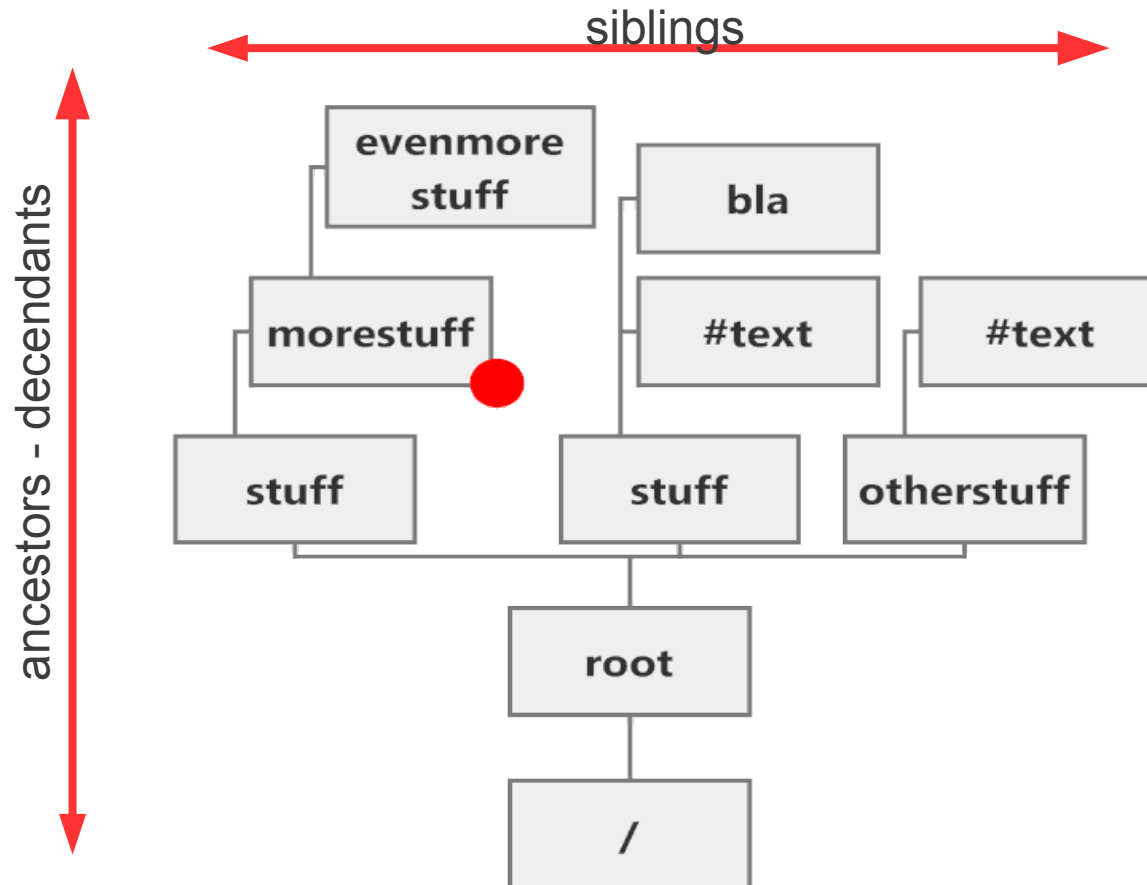 siblings
ancestors - decendants
evenmore
stuff
bla
morestuff
#text
#text
stuff
stuff
otherstuff
root
/